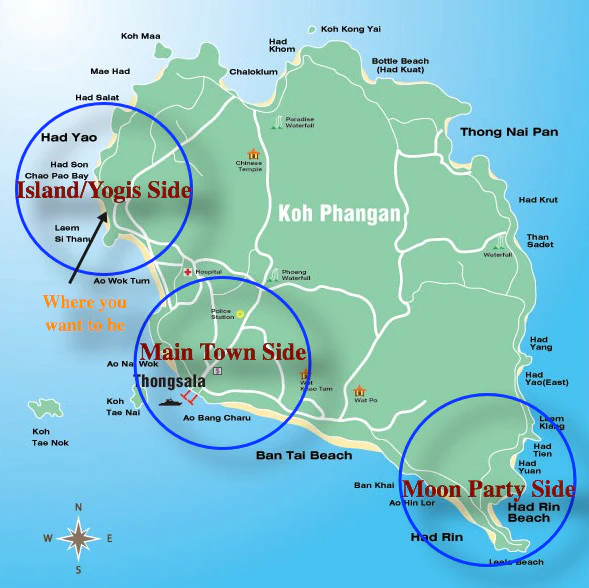 Koh Kong Yai
Koh Maa
Had
Khom
Bottle Beach
(Had Kuat)
Mae Had
Chaloklum
Had Salat
Paradise
Waterfall
Had Yao
Thong Nai Pan
Chinese
Temple
Had Son
Chao Pao Bay
Island/Yogis Side
Koh Phangan
Had Krut
Laem
Si Thanu
Than
Sadet
Waterfall
Hospital
Phaeng
Waterfall
Ao Wok Tum
Where you
want to be
Police
Station
Main Town Side
Had
Yang
Ao Nai Wok
Thongsala
$
Wat
Khao Tam
Had
Yao(East)
Wat Po
Koh
Tae Nai
Ao Bang Charu
Koh
Tae Nok
Laem
Klang
Had
Tien
Ban Tai Beach
Had
Yuan
Ban Khai
Moon Party Side
Ao Hin Lor
Had Rin
Beach
Had Rin
Leela Beach
N
W
E
S